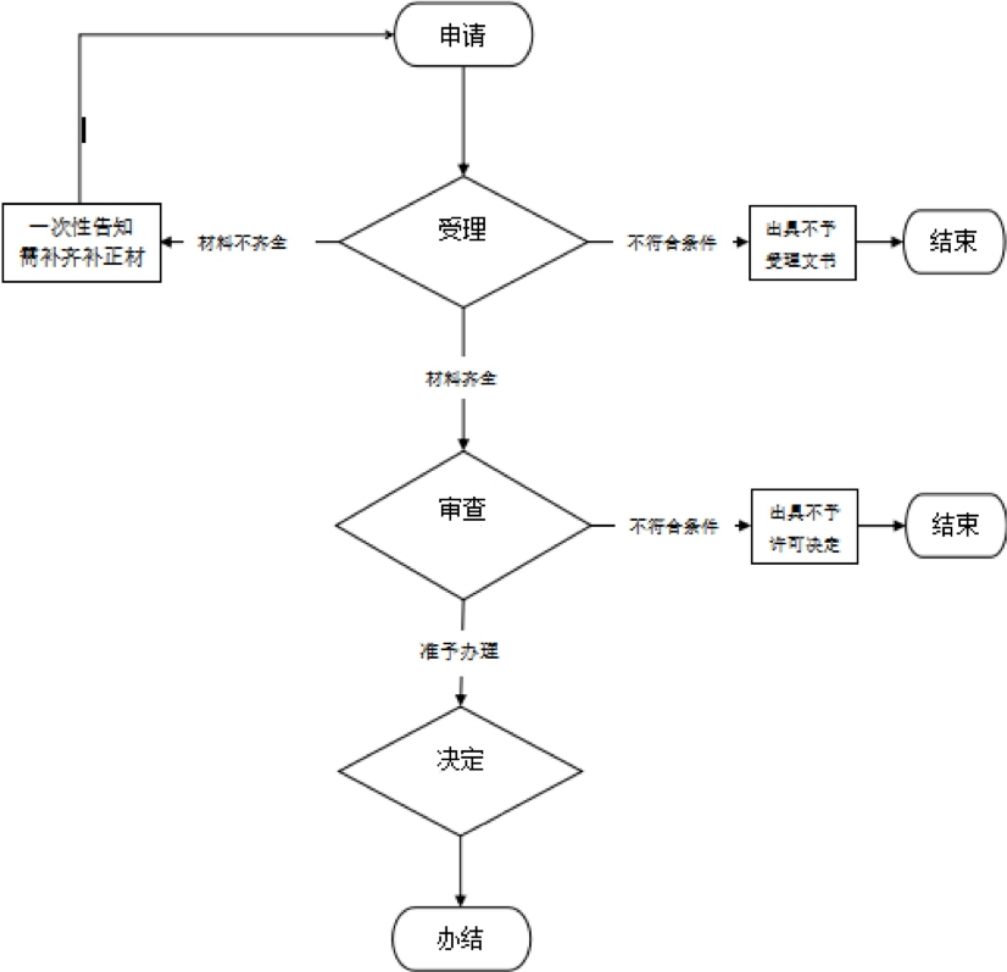 申请
一次性告知
需补齐补正材
材料不齐全
受理
不符合条件
出具不予
受理文书
结束
材料齐全
审查
不符合条件
出具不予
许可决定
结束
准予办理
决定
办结